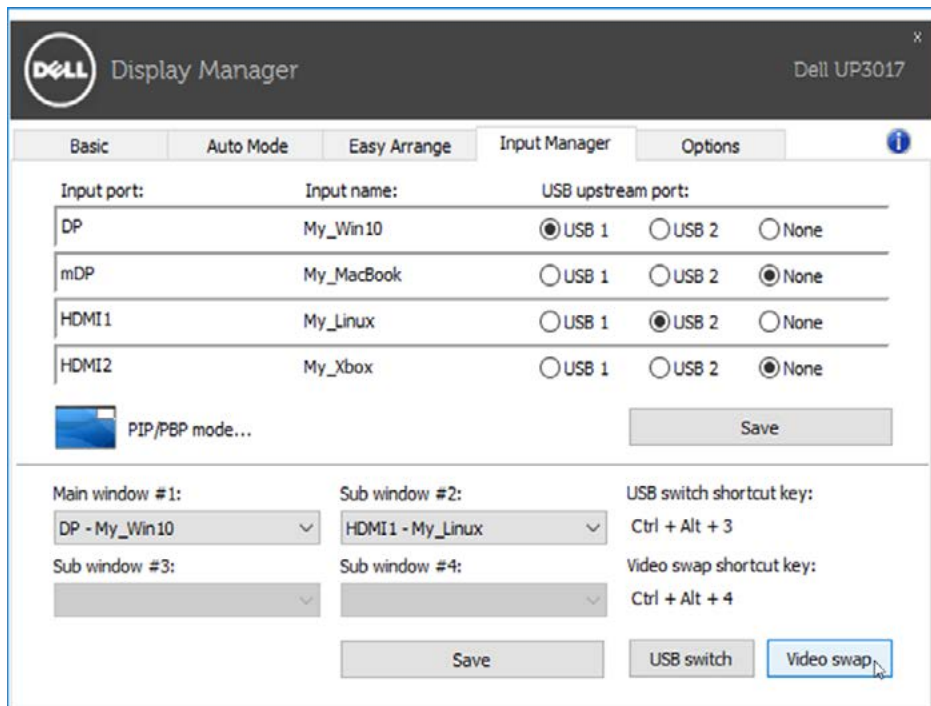 x
DELL Display Manager Dell UP3017
Basic Auto Mode Easy Arrange Input Manager Options i
Input port: Input name: USB upstream port:
DP My_Win10 USB 1 USB 2 None
mDP My_MacBook USB 1 USB 2 None
HDMI1 My_Linux USB 1 USB 2 None
HDMI2 My_Xbox USB 1 USB 2 None
PIP/PBP mode... Save
Main window #1: Sub window #2: USB switch shortcut key:
DP - My_Win10 HDMI1 - My_Linux Ctrl + Alt + 3
Sub window #3: Sub window #4: Video swap shortcut key:
Ctrl + Alt + 4
Save USB switch Video swap